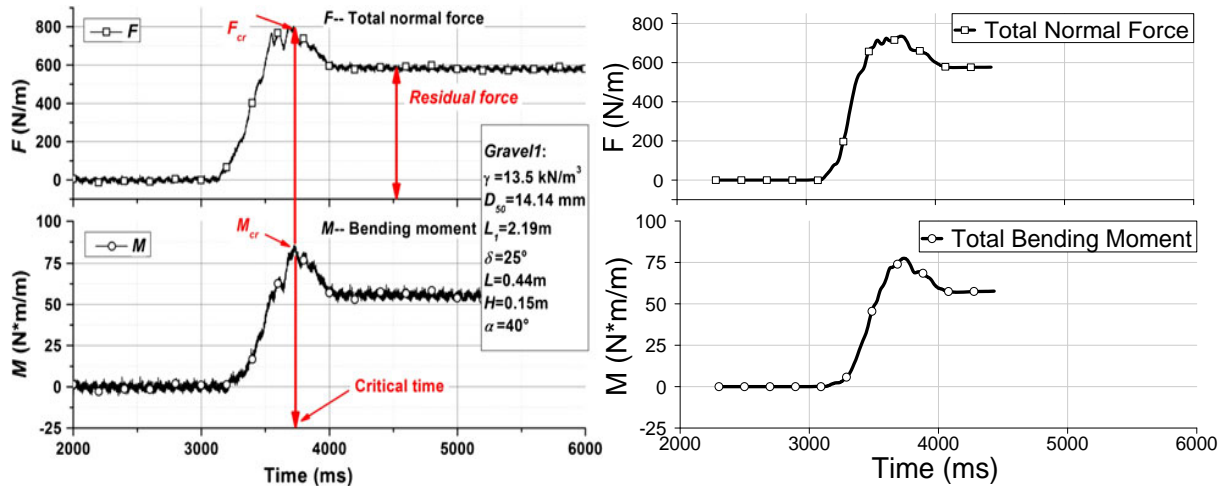 800
600
400
200
0
F (N/m)
F
F_cr
F-- Total normal force
Residual force
Gravel1:
γ =13.5 kN/m³
D₅₀=14.14 mm
L₁=2.19m
δ=25°
L=0.44m
H=0.15m
α=40°
100
75
50
25
0
-25
M (N*m/m)
M
M_cr
M-- Bending moment
Critical time
2000 3000 4000 5000 6000
Time (ms)
800
600
400
200
0
F (N/m)
Total Normal Force
100
75
50
25
0
-25
M (N*m/m)
Total Bending Moment
2000 3000 4000 5000 6000
Time (ms)